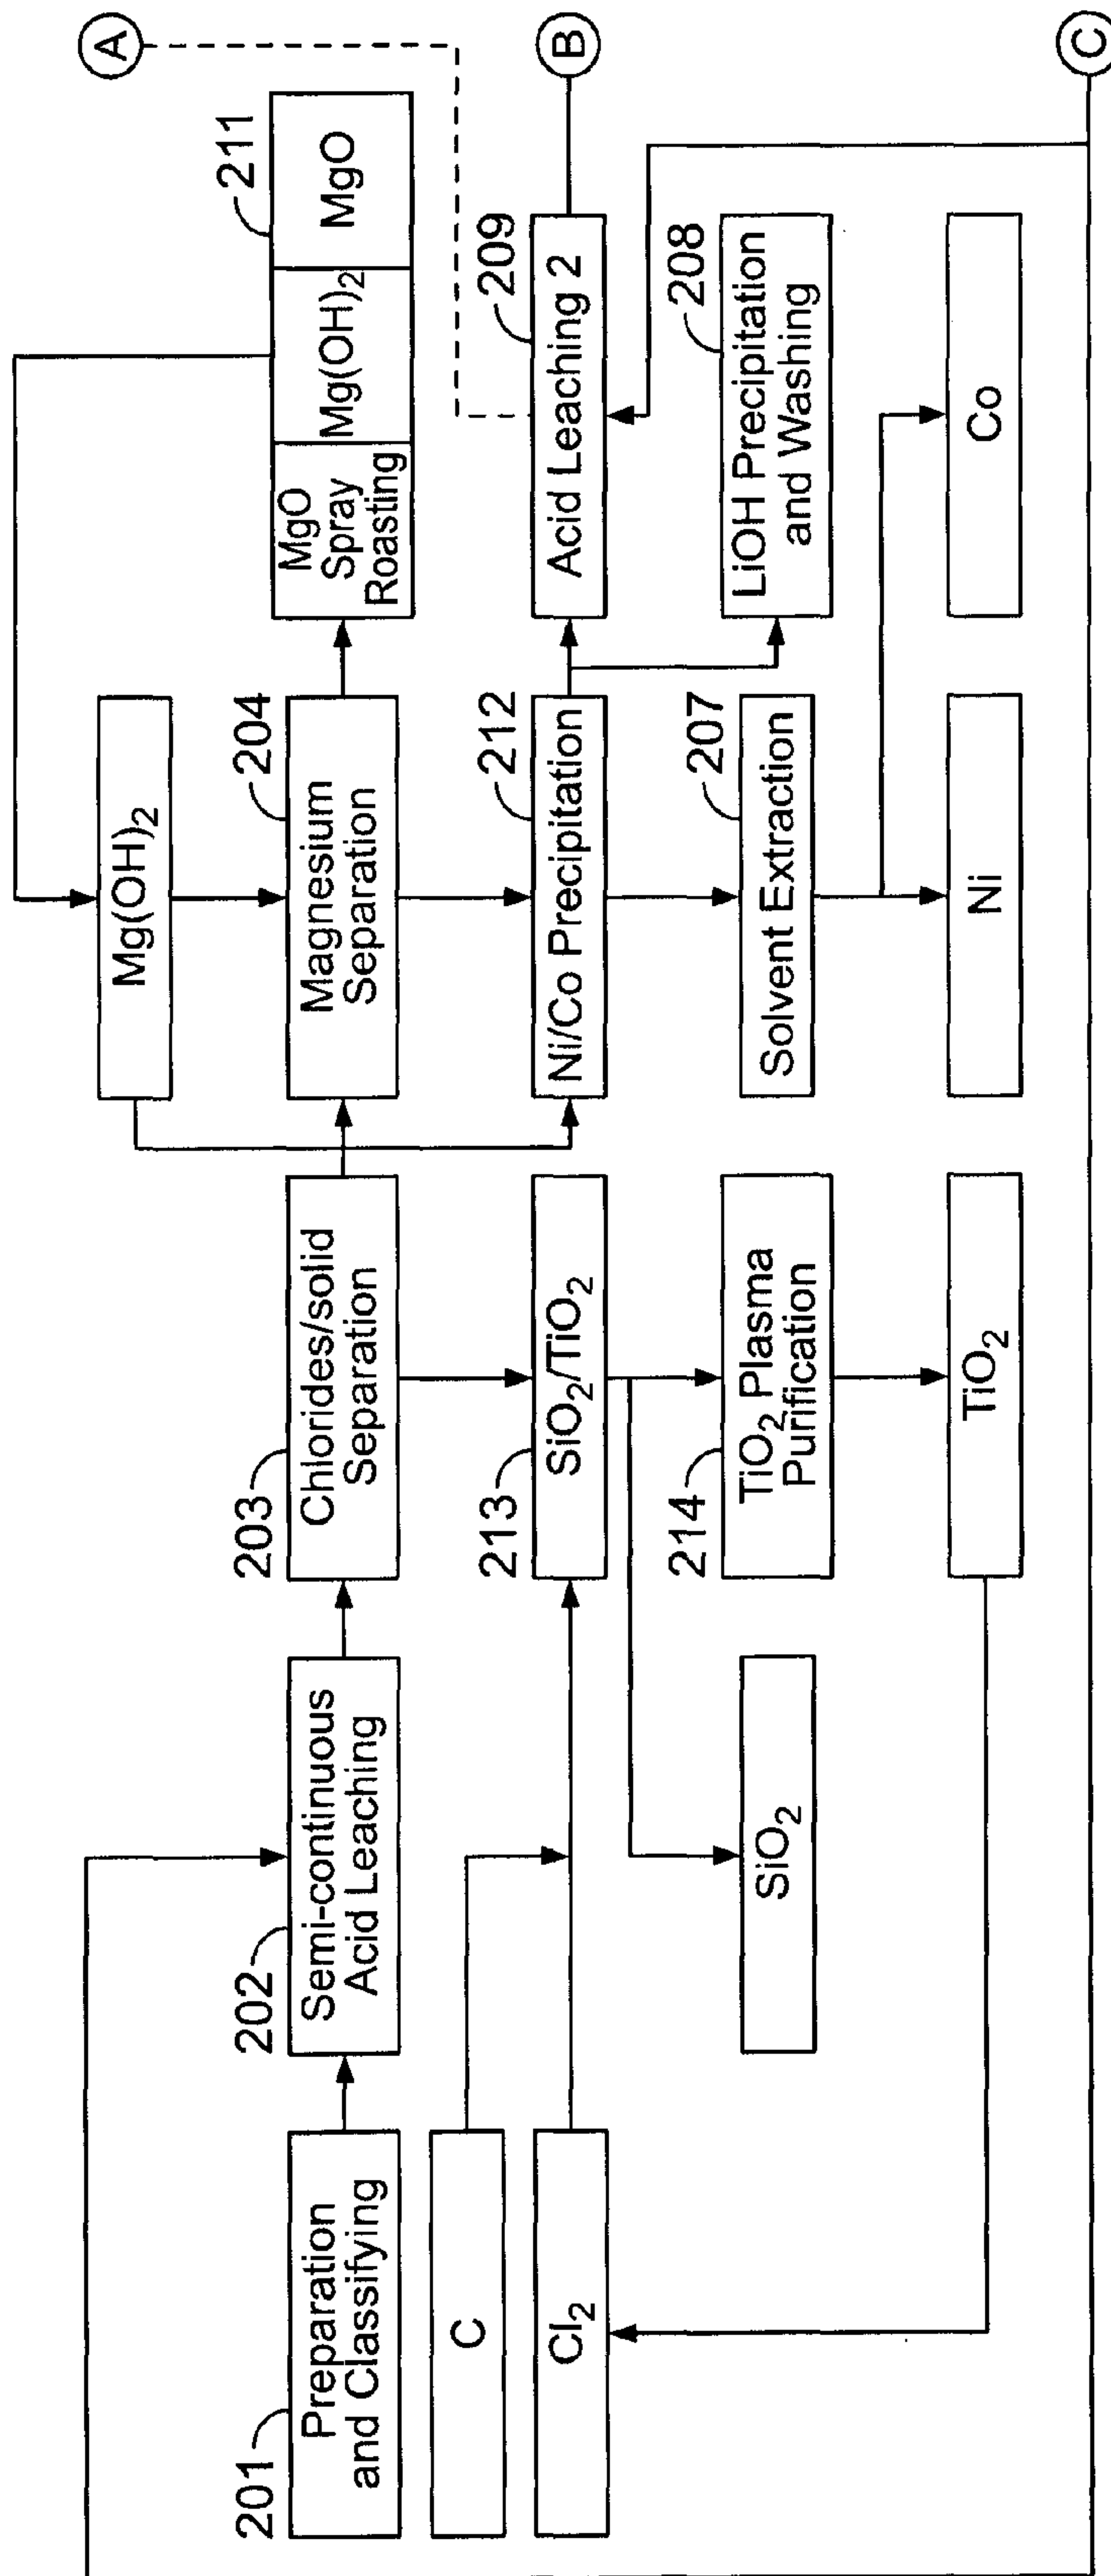 Mg(OH)2
A
211
MgO
Spray
Roasting
Mg(OH)2
MgO
201
Preparation
and Classifying
202
Semi-continuous
Acid Leaching
203
Chlorides/solid
Separation
204
Magnesium
Separation
C
Cl2
213
SiO2/TiO2
212
Ni/Co Precipitation
209
Acid Leaching 2
B
SiO2
214
TiO2 Plasma
Purification
207
Solvent Extraction
208
LiOH Precipitation
and Washing
TiO2
Ni
Co
C